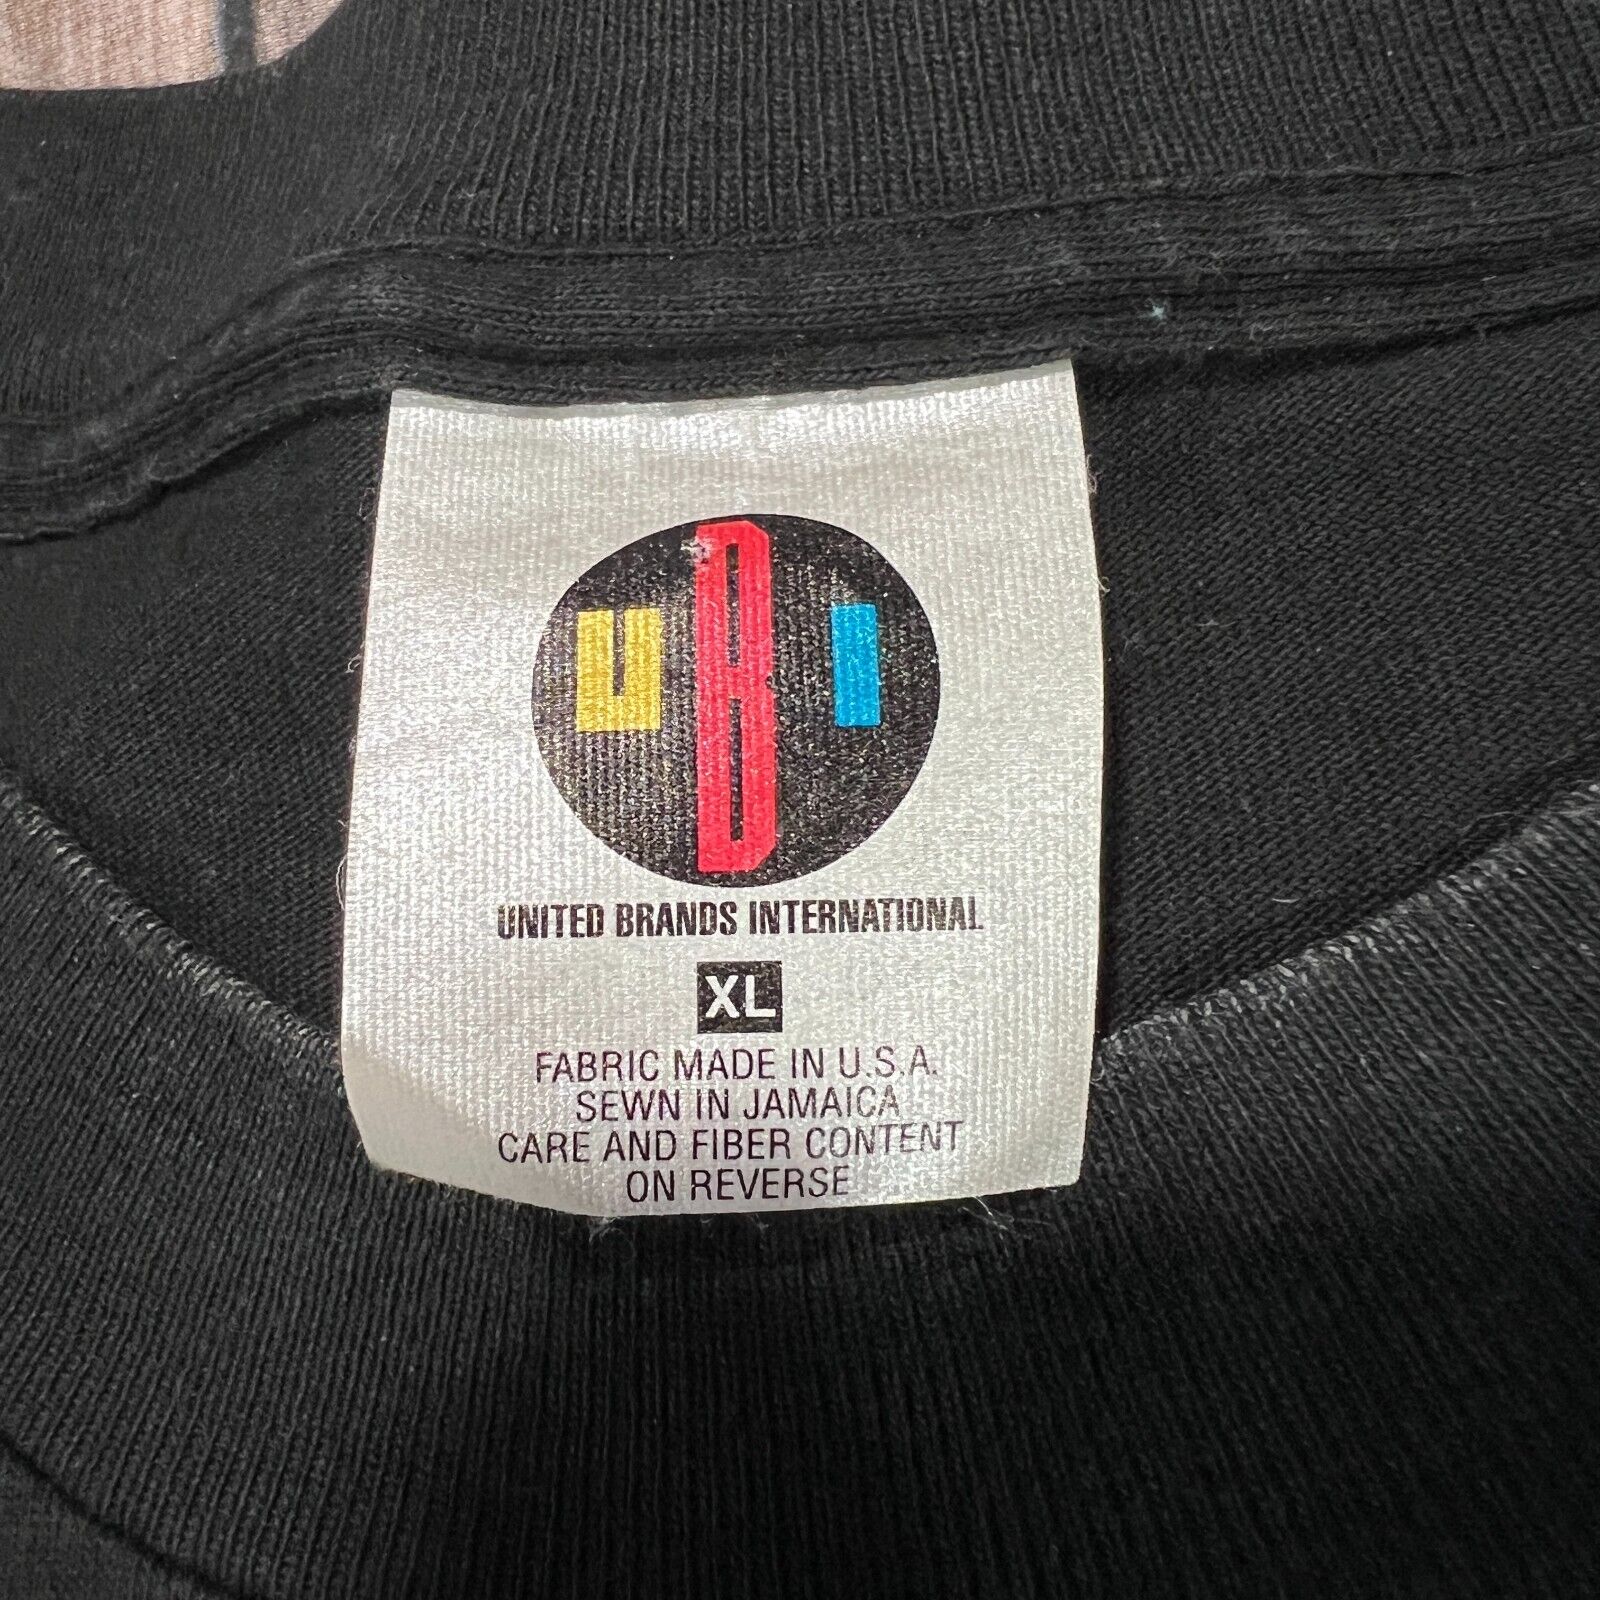 UBI
UNITED BRANDS INTERNATIONAL
XL
FABRIC MADE IN U.S.A.
SEWN IN JAMAICA
CARE AND FIBER CONTENT
ON REVERSE